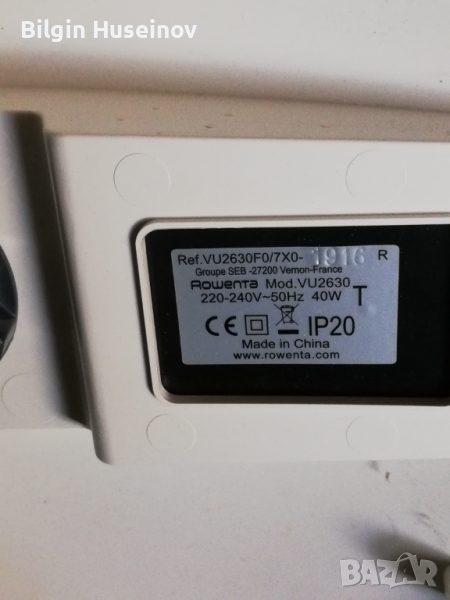 Bilgin Huseinov
Ref.VU2630F0/7X0- 1916 R
Groupe SEB -27200 Vernon-France
Rowenta Mod.VU2630
220-240V~50Hz 40W T
CE IP20
Made in China
www.rowenta.com
BAZAR